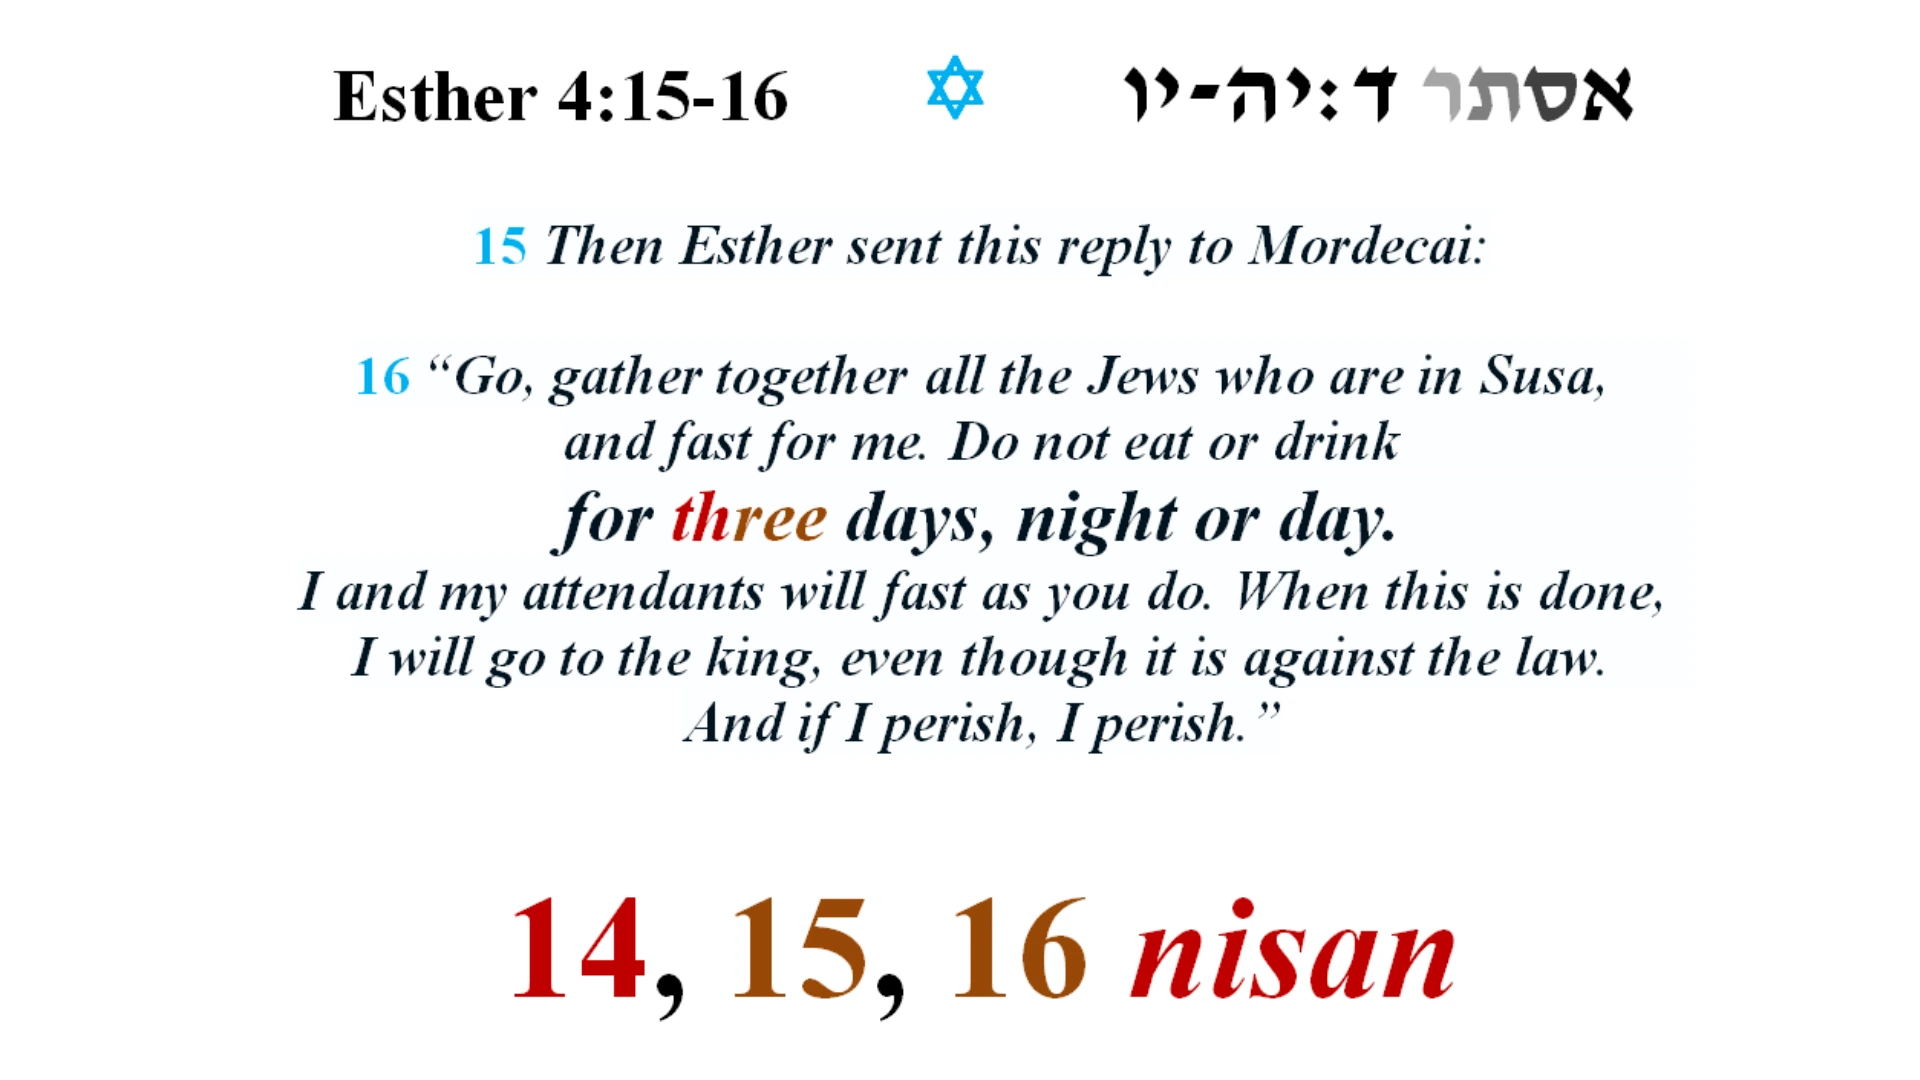 Esther 4:15-16 ✡ אסתר ד:יה-יו
15 Then Esther sent this reply to Mordecai:
16 “Go, gather together all the Jews who are in Susa,
and fast for me. Do not eat or drink
for three days, night or day.
I and my attendants will fast as you do. When this is done,
I will go to the king, even though it is against the law.
And if I perish, I perish.”
14, 15, 16 nisan